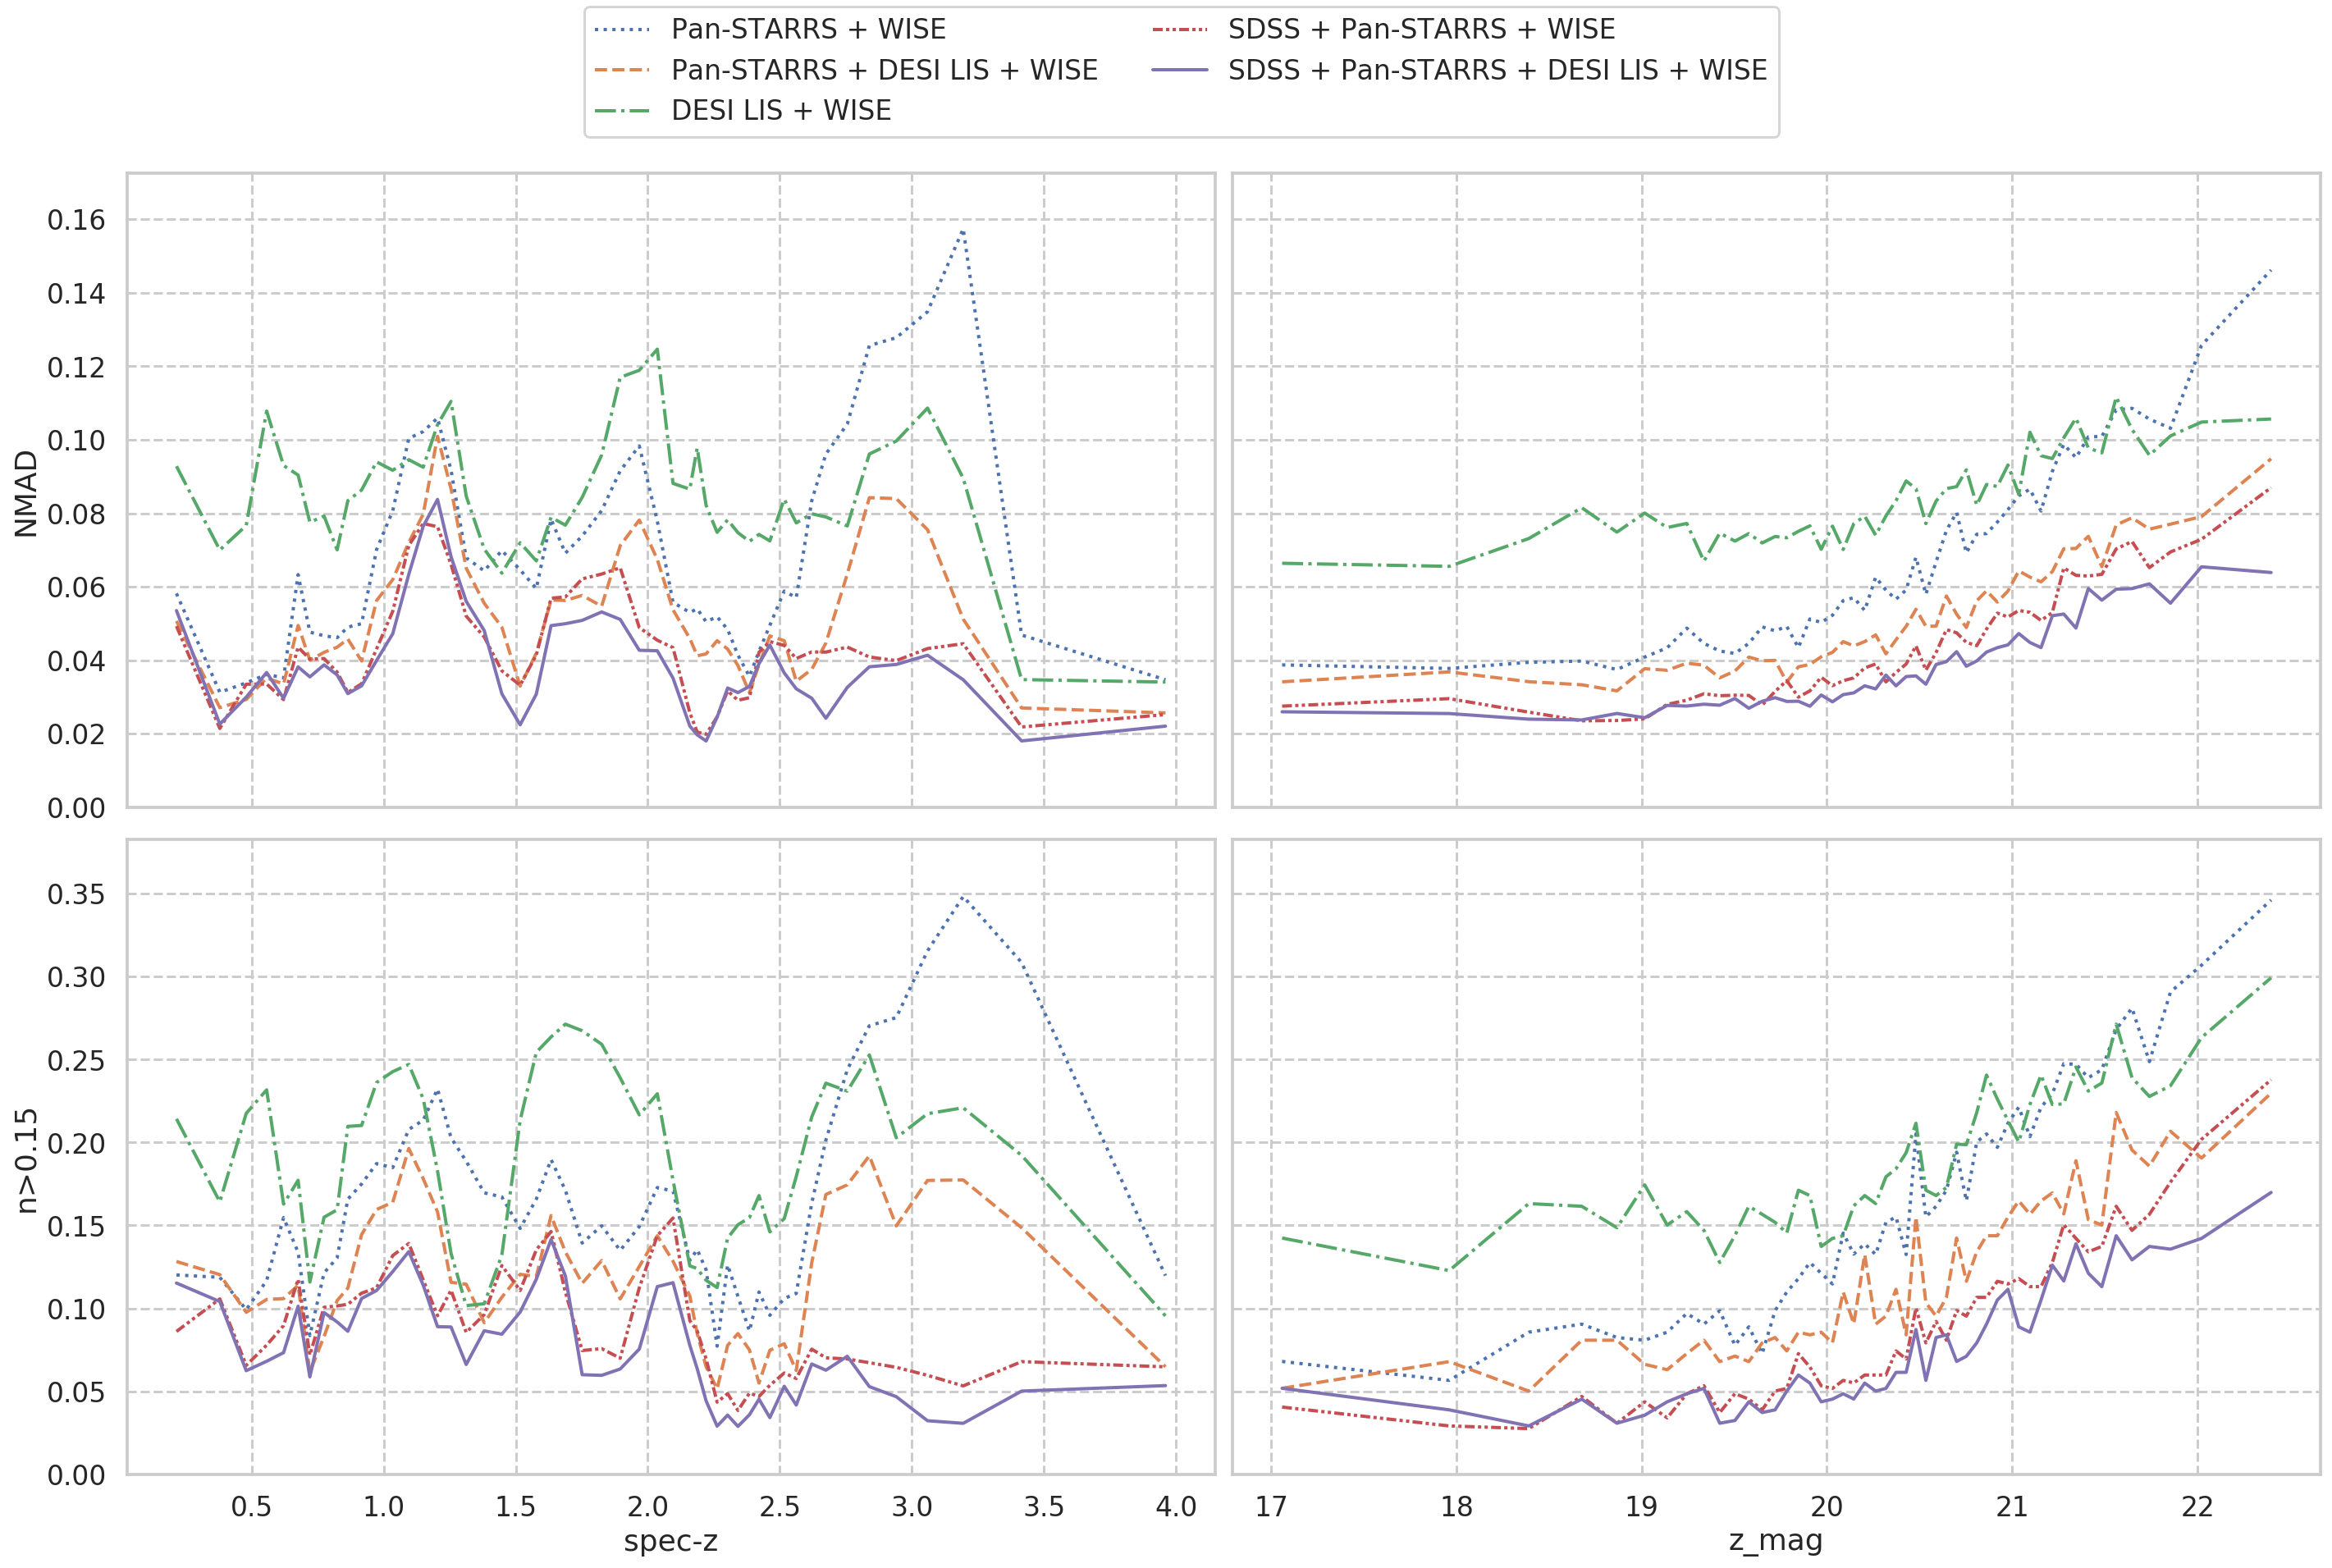 Pan-STARRS + WISE
Pan-STARRS + DESI LIS + WISE
DESI LIS + WISE
SDSS + Pan-STARRS + WISE
SDSS + Pan-STARRS + DESI LIS + WISE
NMAD
0.16
0.14
0.12
0.10
0.08
0.06
0.04
0.02
0.00
n>0.15
0.35
0.30
0.25
0.20
0.15
0.10
0.05
0.00
0.5 1.0 1.5 2.0 2.5 3.0 3.5 4.0
spec-z
17 18 19 20 21 22
z_mag